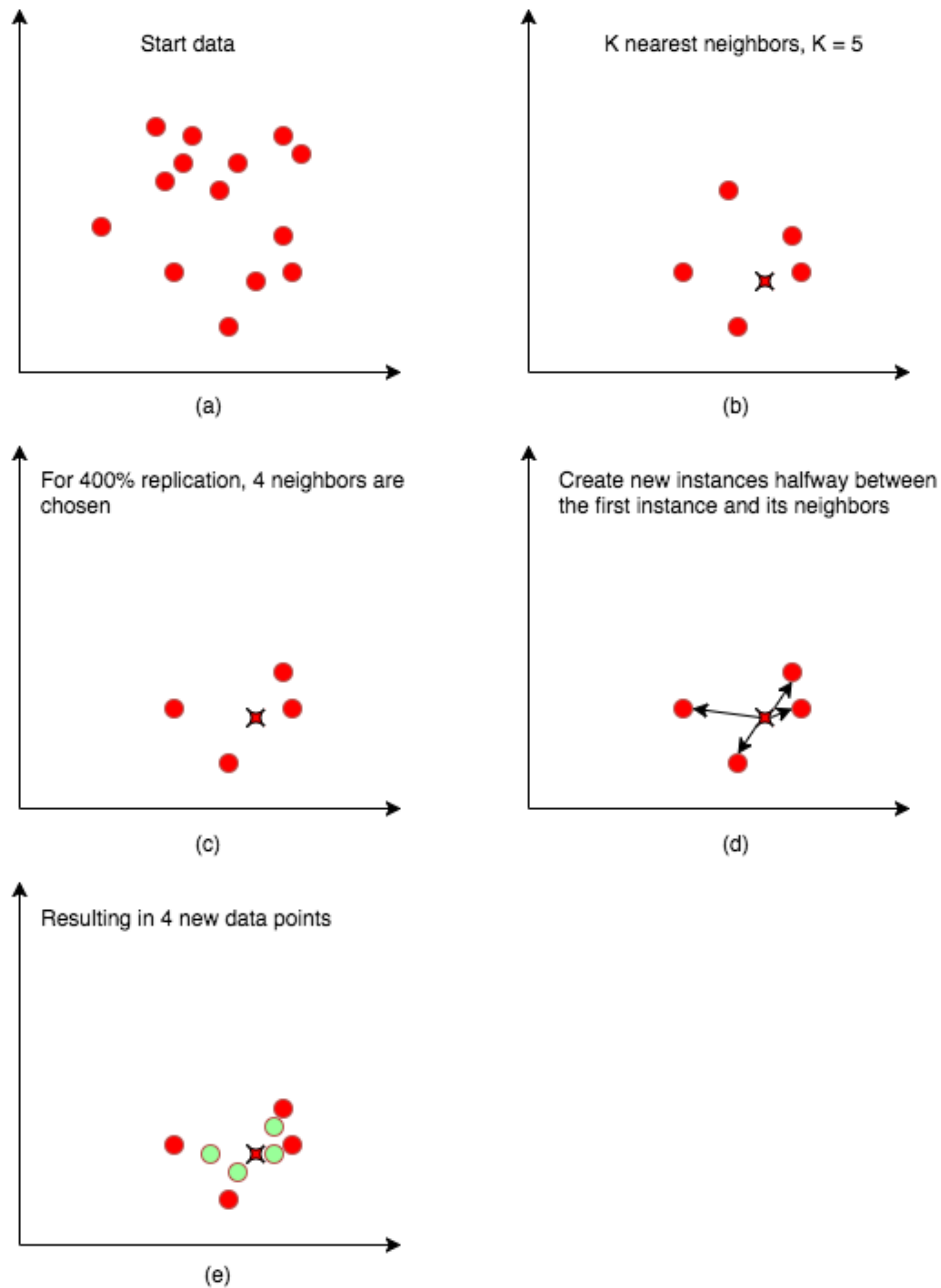 Start data
K nearest neighbors, K = 5
(a)
(b)
For 400% replication, 4 neighbors are
chosen
Create new instances halfway between
the first instance and its neighbors
(c)
(d)
Resulting in 4 new data points
(e)